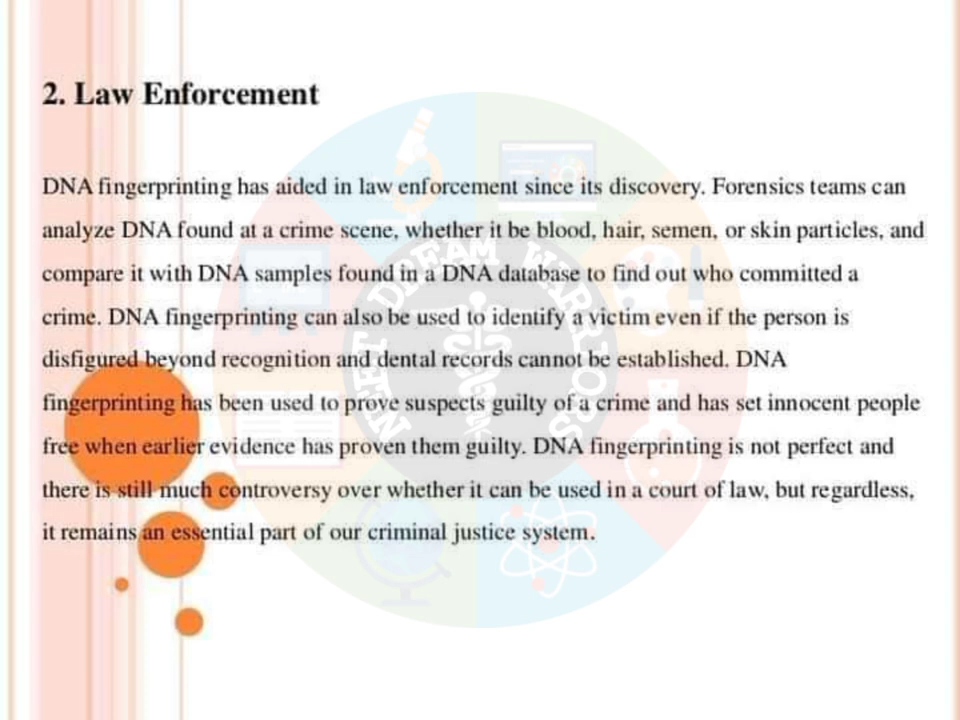 2. Law Enforcement
DNA fingerprinting has aided in law enforcement since its discovery. Forensics teams can
analyze DNA found at a crime scene, whether it be blood, hair, semen, or skin particles, and
compare it with DNA samples found in a DNA database to find out who committed a
crime. DNA fingerprinting can also be used to identify a victim even if the person is
disfigured beyond recognition and dental records cannot be established. DNA
fingerprinting has been used to prove suspects guilty of a crime and has set innocent people
free when earlier evidence has proven them guilty. DNA fingerprinting is not perfect and
there is still much controversy over whether it can be used in a court of law, but regardless,
it remains an essential part of our criminal justice system.
NEET DREAM WARRIORS